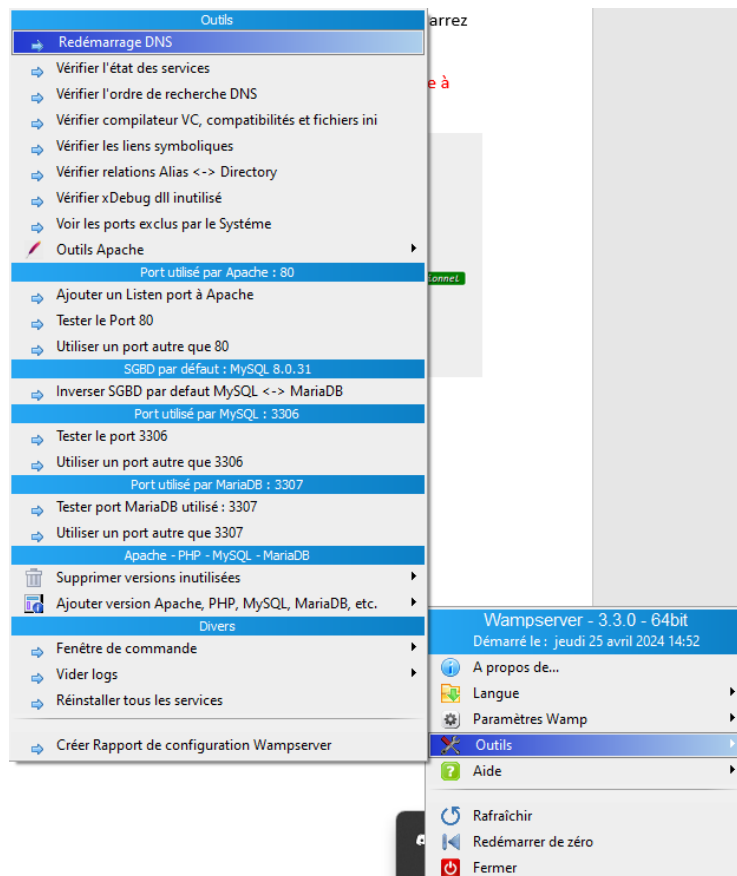 Outils
Redémarrage DNS
Vérifier l'état des services
Vérifier l'ordre de recherche DNS
Vérifier compilateur VC, compatibilités et fichiers ini
Vérifier les liens symboliques
Vérifier relations Alias <-> Directory
Vérifier xDebug dll inutilisé
Voir les ports exclus par le Systéme
Outils Apache
Port utilisé par Apache : 80
Ajouter un Listen port à Apache
Tester le Port 80
Utiliser un port autre que 80
SGBD par défaut : MySQL 8.0.31
Inverser SGBD par defaut MySQL <-> MariaDB
Port utilisé par MySQL : 3306
Tester le port 3306
Utiliser un port autre que 3306
Port utilisé par MariaDB : 3307
Tester port MariaDB utilisé : 3307
Utiliser un port autre que 3307
Apache - PHP - MySQL - MariaDB
Supprimer versions inutilisées
Ajouter version Apache, PHP, MySQL, MariaDB, etc.
Divers
Fenêtre de commande
Vider logs
Réinstaller tous les services
Créer Rapport de configuration Wampserver
arrez
e à
onnel
Wampserver - 3.3.0 - 64bit
Démarré le : jeudi 25 avril 2024 14:52
A propos de...
Langue
Paramètres Wamp
Outils
Aide
Rafraîchir
Redémarrer de zéro
Fermer